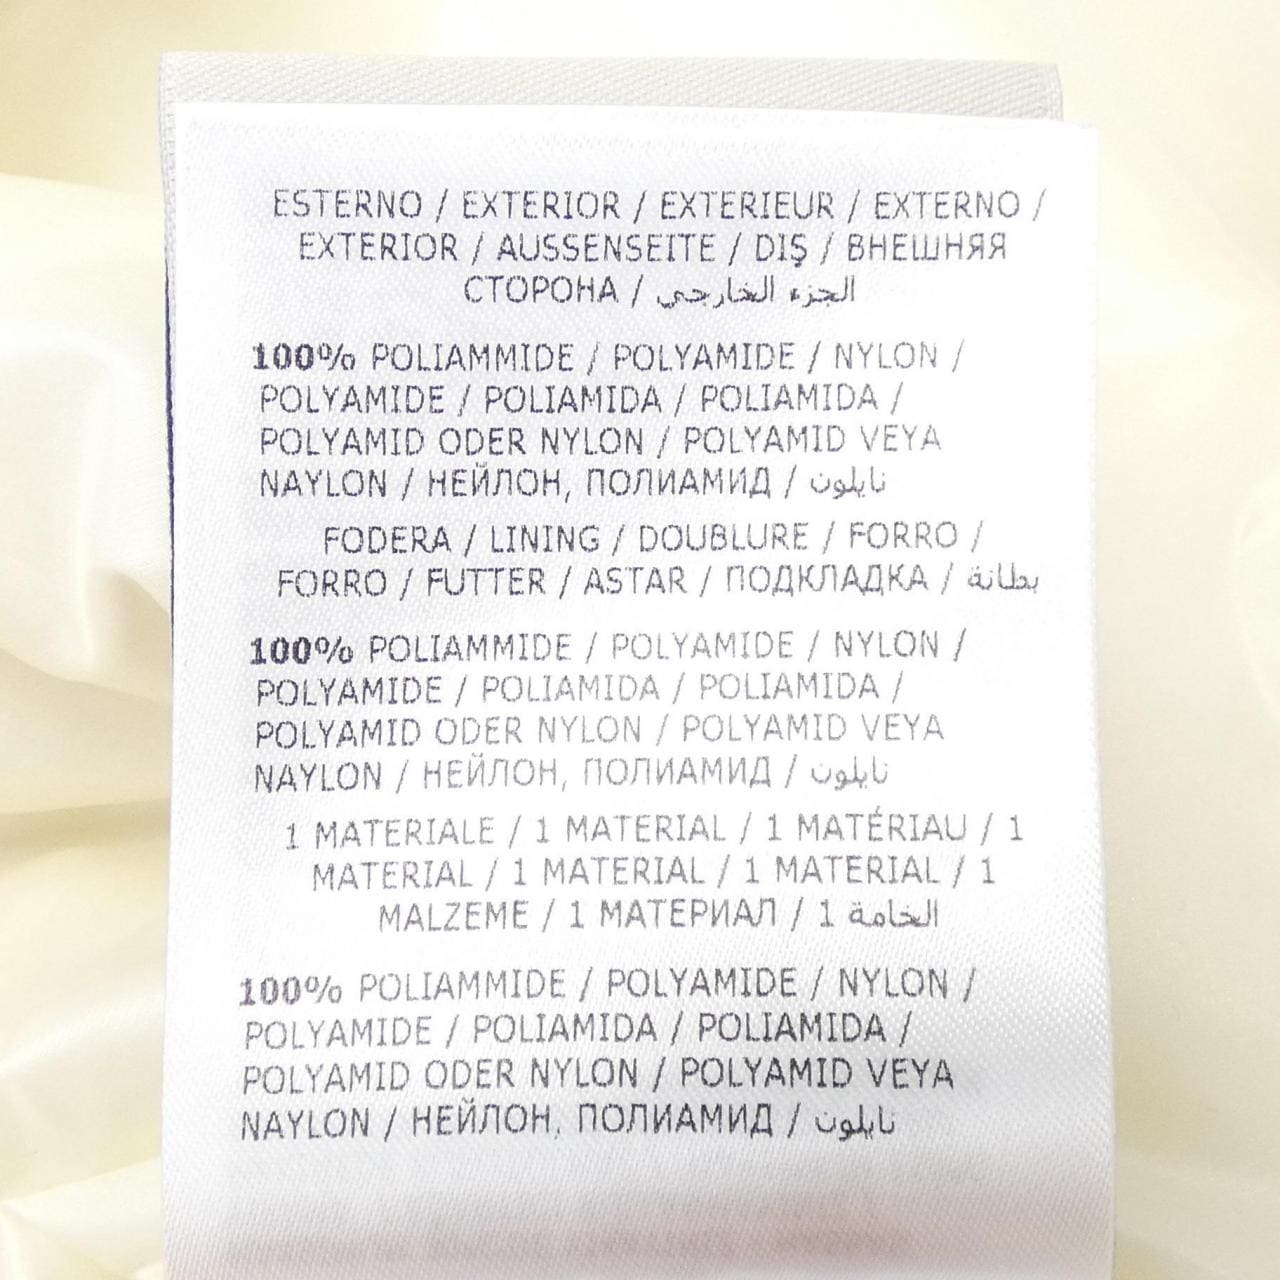 ESTERNO / EXTERIOR / EXTERIEUR / EXTERNO /
EXTERIOR / AUSSENSEITE / DIŞ / ВНЕШНЯЯ
СТОРОНА / الجزء الخارجي
100% POLIAMMIDE / POLYAMIDE / NYLON /
POLYAMIDE / POLIAMIDA / POLIAMIDA /
POLYAMID ODER NYLON / POLYAMID VEYA
NAYLON / НЕЙЛОН, ПОЛИАМИД / نايلون
FODERA / LINING / DOUBLURE / FORRO /
FORRO / FUTTER / ASTAR / ПОДКЛАДКА / بطانة
100% POLIAMMIDE / POLYAMIDE / NYLON /
POLYAMIDE / POLIAMIDA / POLIAMIDA /
POLYAMID ODER NYLON / POLYAMID VEYA
NAYLON / НЕЙЛОН, ПОЛИАМИД / نايلون
1 MATERIALE / 1 MATERIAL / 1 MATÉRIAU / 1
MATERIAL / 1 MATERIAL / 1 MATERIAL / 1
MALZEME / 1 МАТЕРИАЛ / 1 الخامة
100% POLIAMMIDE / POLYAMIDE / NYLON /
POLYAMIDE / POLIAMIDA / POLIAMIDA /
POLYAMID ODER NYLON / POLYAMID VEYA
NAYLON / НЕЙЛОН, ПОЛИАМИД / نايلون